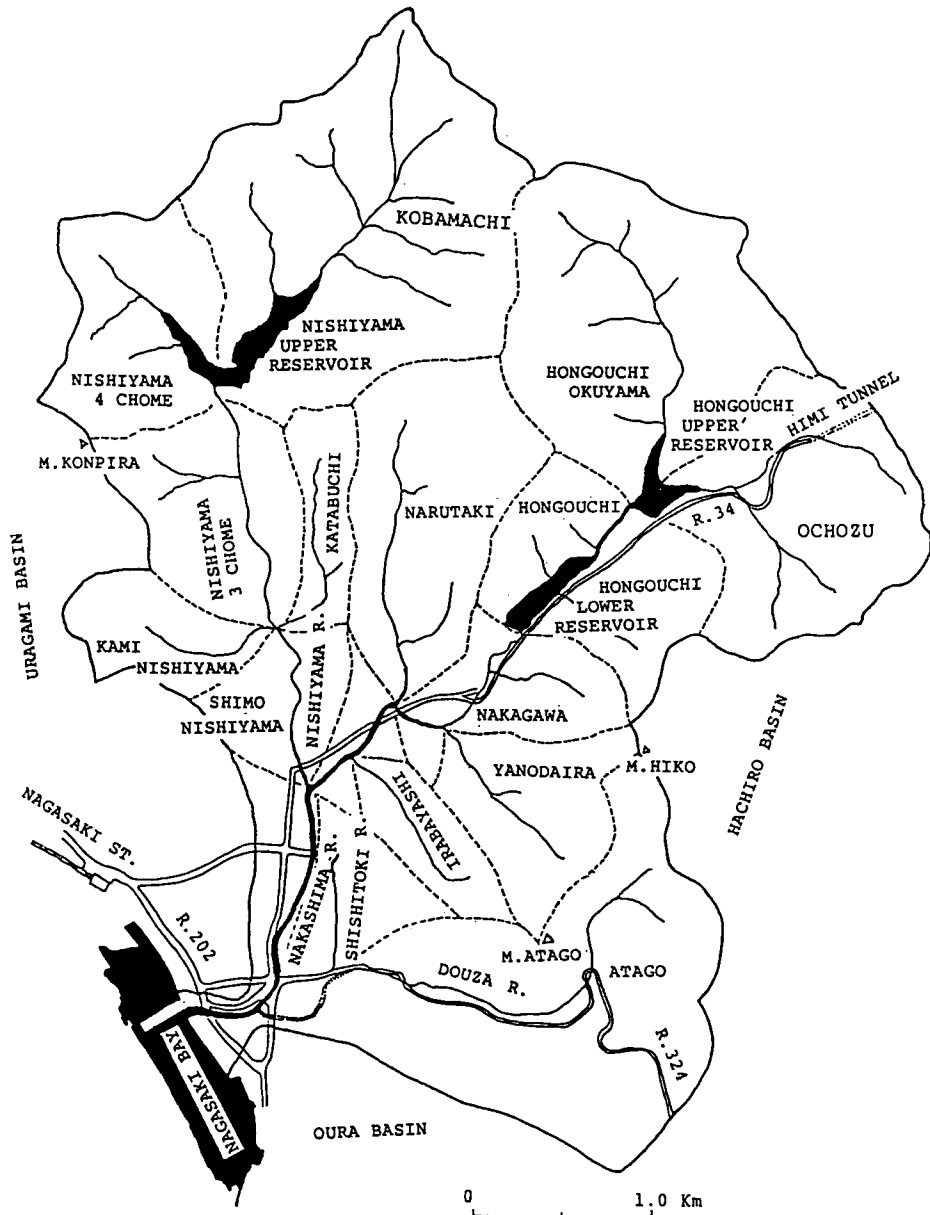 KOBAMACHI
NISHIYAMA
UPPER
RESERVOIR
NISHIYAMA
4 CHOME
HONGOUCHI
OKUYAMA
HONGOUCHI
UPPER'
RESERVOIR
HIMI TUNNEL
M.KONPIRA
NISHIYAMA
3 CHOME
KATABUCHI
NARUTAKI
HONGOUCHI
R.34
OCHOZU
URAGAMI BASIN
HONGOUCHI
LOWER
RESERVOIR
KAMI
NISHIYAMA
SHIMO
NISHIYAMA
NISHIYAMA R.
NAKAGAWA
YANODAIRA
M.HIKO
HACHIRO BASIN
NAGASAKI ST.
IRABAYASHI
NAKASHIMA R.
SHISHITOKI R.
R.202
M.ATAGO
DOUZA R.
ATAGO
R.324
NAGASAKI BAY
OURA BASIN
0 1.0 Km